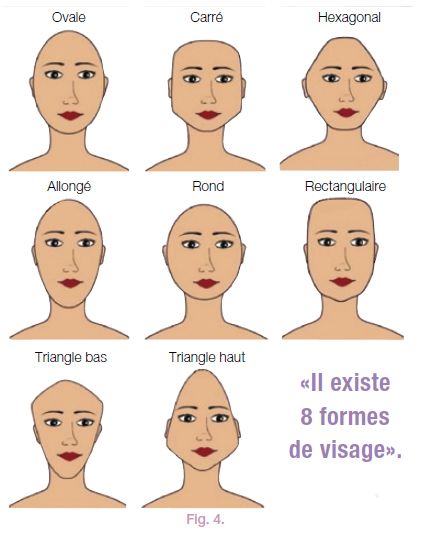 Ovale
Carré
Hexagonal
Allongé
Rond
Rectangulaire
Triangle bas
Triangle haut
«Il existe
8 formes
de visage».
Fig. 4.